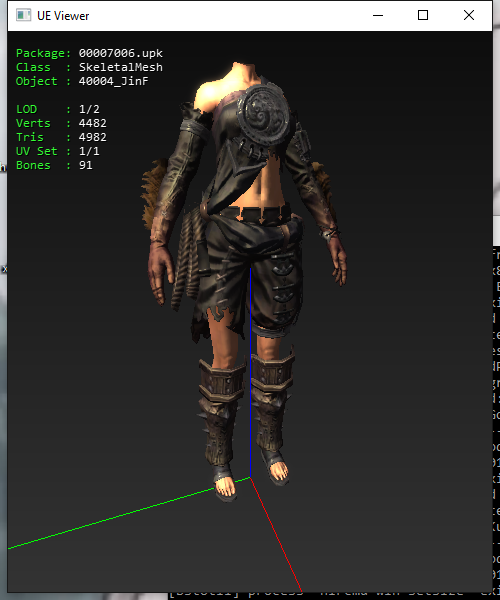 UE Viewer
Package: 00007006.upk
Class : SkeletalMesh
Object : 40004_JinF
LOD : 1/2
Verts : 4482
Tris : 4982
UV Set : 1/1
Bones : 91